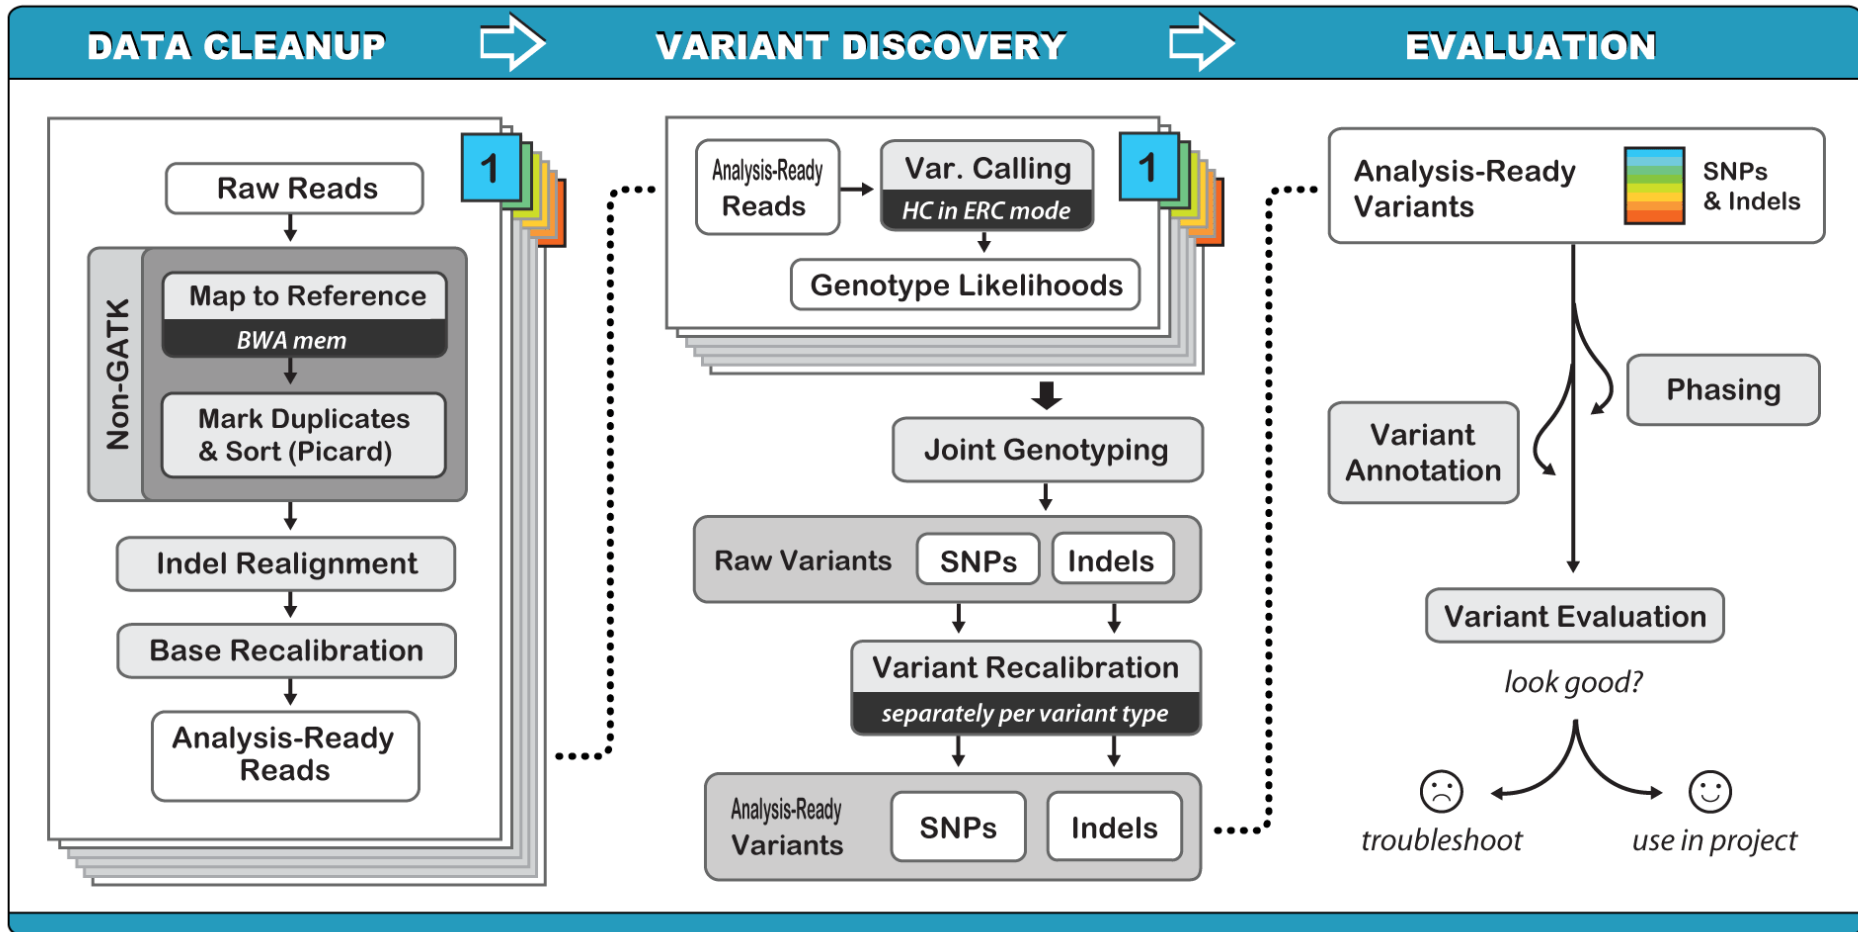 DATA CLEANUP
VARIANT DISCOVERY
EVALUATION
1
Raw Reads
Non-GATK
Map to Reference
BWA mem
Mark Duplicates
& Sort (Picard)
Indel Realignment
Base Recalibration
Analysis-Ready
Reads
1
Analysis-Ready
Reads
Var. Calling
HC in ERC mode
Genotype Likelihoods
Joint Genotyping
Raw Variants
SNPs
Indels
Variant Recalibration
separately per variant type
Analysis-Ready
Variants
SNPs
Indels
Analysis-Ready
Variants
SNPs
& Indels
Phasing
Variant
Annotation
Variant Evaluation
look good?
troubleshoot
use in project